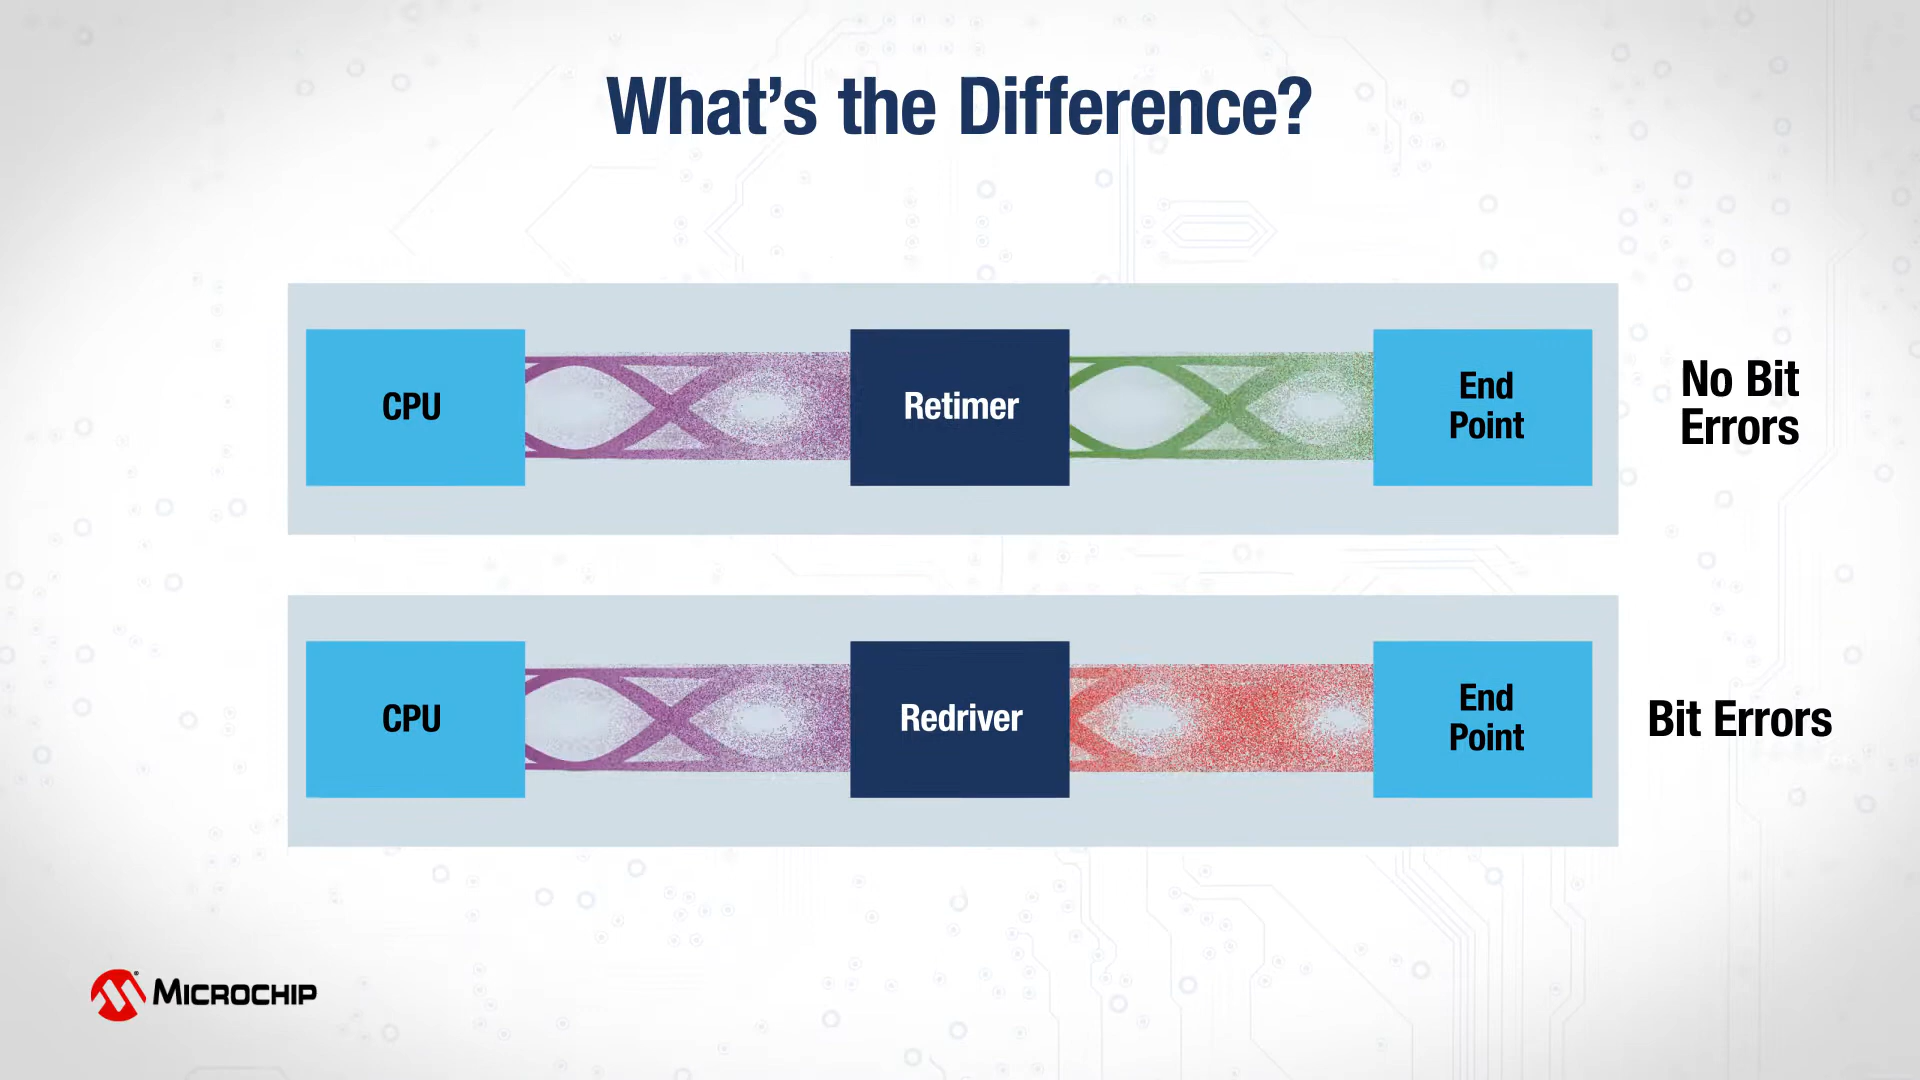 What's the Difference?
CPU
Retimer
End
Point
No Bit
Errors
CPU
Redriver
End
Point
Bit Errors
MICROCHIP